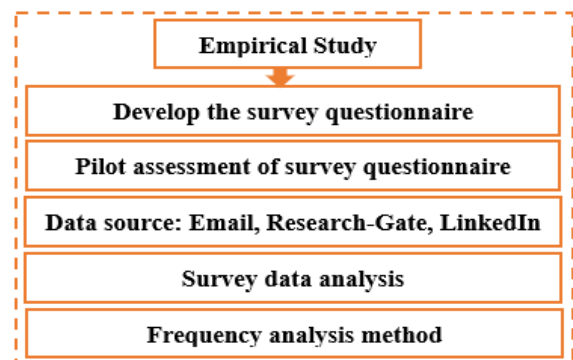 Empirical Study
Develop the survey questionnaire
Pilot assessment of survey questionnaire
Data source: Email, Research-Gate, LinkedIn
Survey data analysis
Frequency analysis method